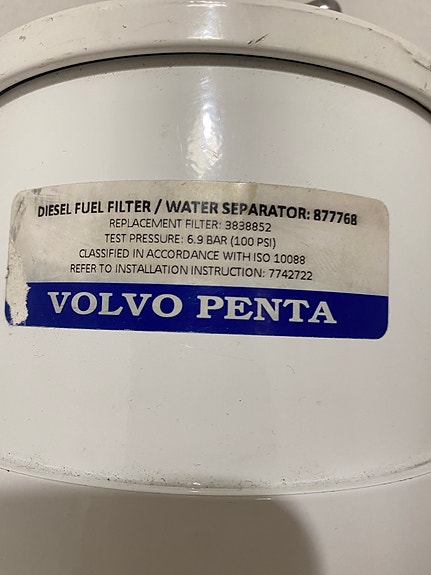 DIESEL FUEL FILTER / WATER SEPARATOR: 877768
REPLACEMENT FILTER: 3838852
TEST PRESSURE: 6.9 BAR (100 PSI)
CLASSIFIED IN ACCORDANCE WITH ISO 10088
REFER TO INSTALLATION INSTRUCTION: 7742722
VOLVO PENTA